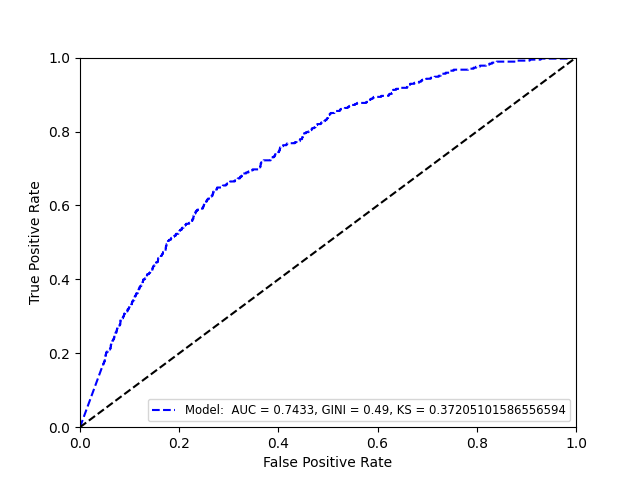 1.0
0.8
0.6
0.4
0.2
0.0
True Positive Rate
Model:  AUC = 0.7433, GINI = 0.49, KS = 0.37205101586556594
0.0 0.2 0.4 0.6 0.8 1.0
False Positive Rate